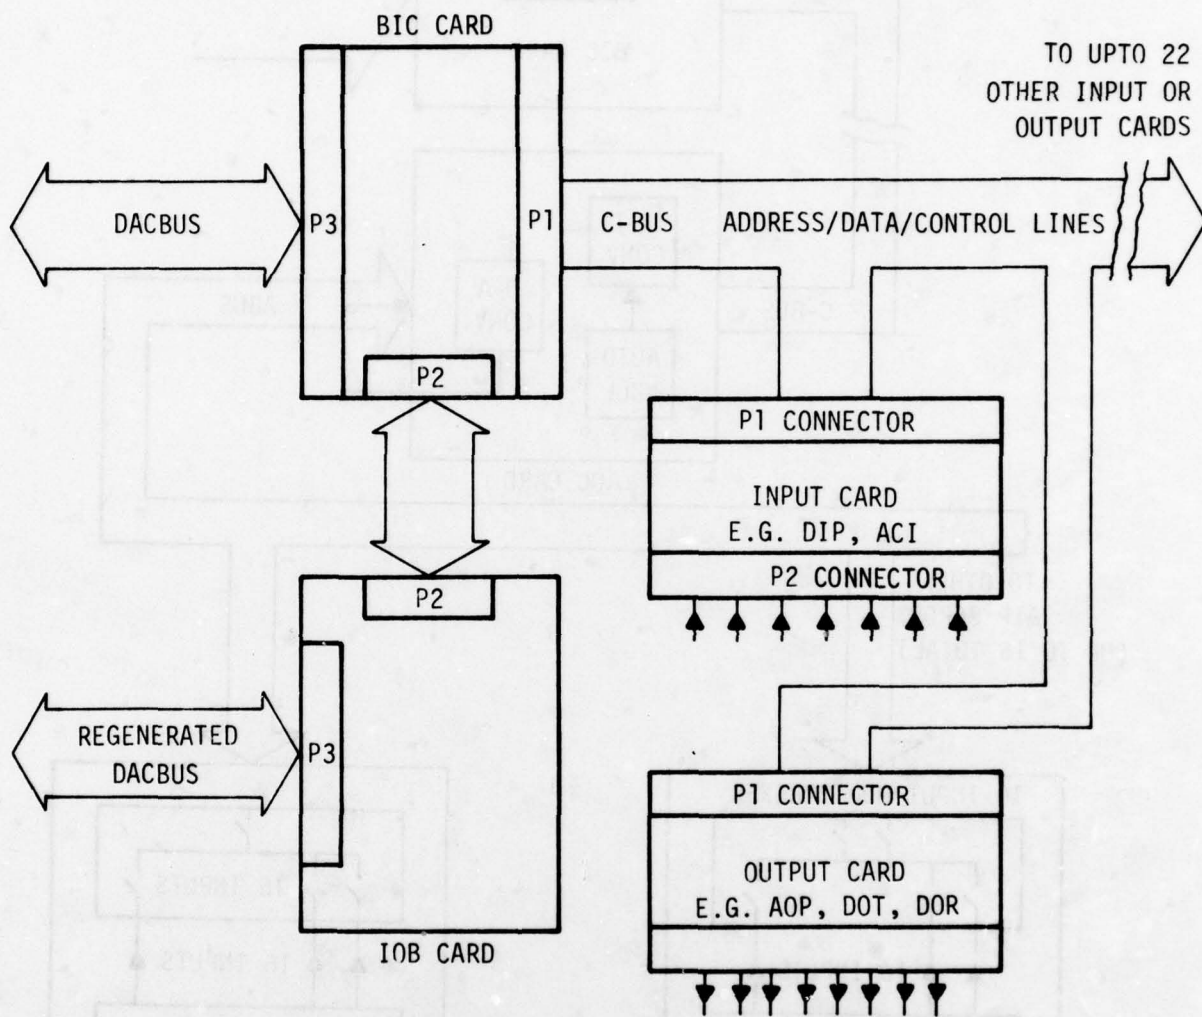 BIC CARD
TO UPTO 22
OTHER INPUT OR
OUTPUT CARDS
DACBUS
P3
P1
C-BUS
ADDRESS/DATA/CONTROL LINES
P2
P1 CONNECTOR
INPUT CARD
E.G. DIP, ACI
P2 CONNECTOR
P2
REGENERATED
DACBUS
P3
P1 CONNECTOR
OUTPUT CARD
E.G. AOP, DOT, DOR
IOB CARD